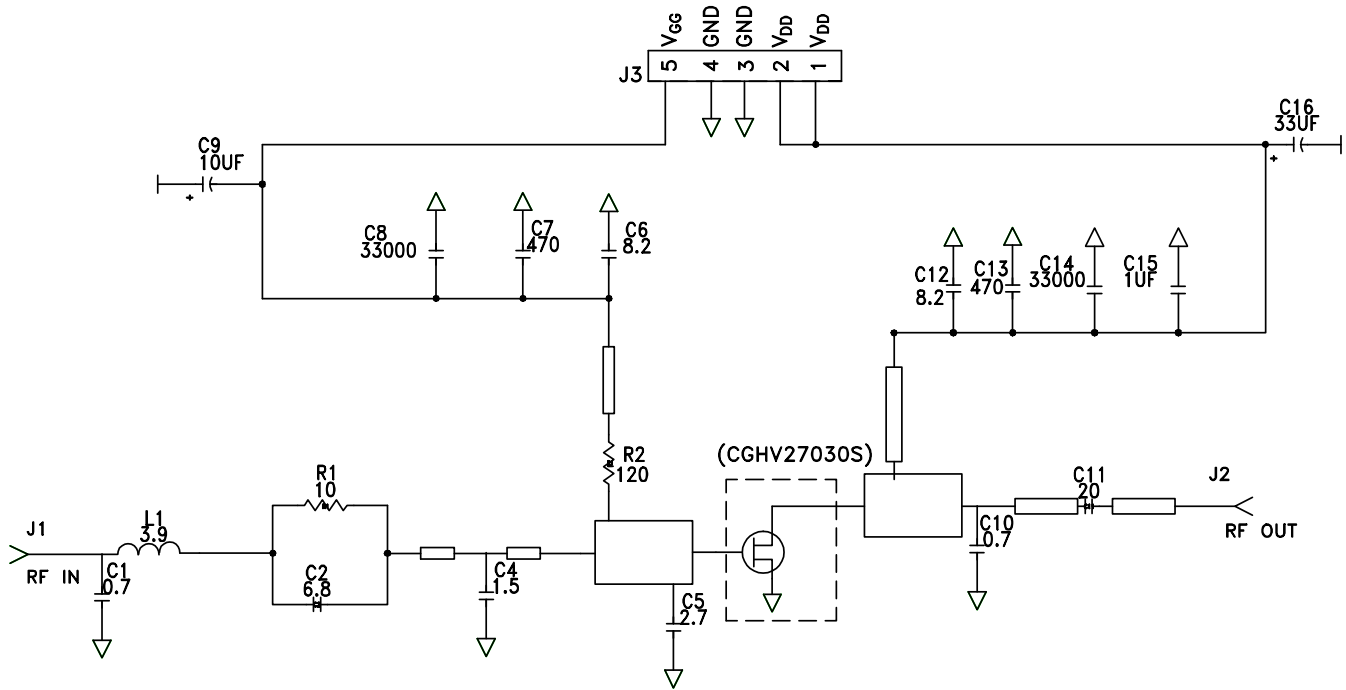 VGG
GND
GND
VDD
VDD
J3
5
4
3
2
1
C9
10UF
+
C16
33UF
+
C8
33000
C7
470
C6
8.2
C12
8.2
C13
470
C14
33000
C15
1UF
R2
120
(CGHV27030S)
R1
10
C11
20
J2
RF OUT
J1
RF IN
L1
3.9
C1
0.7
C2
6.8
C4
1.5
C5
2.7
C10
0.7